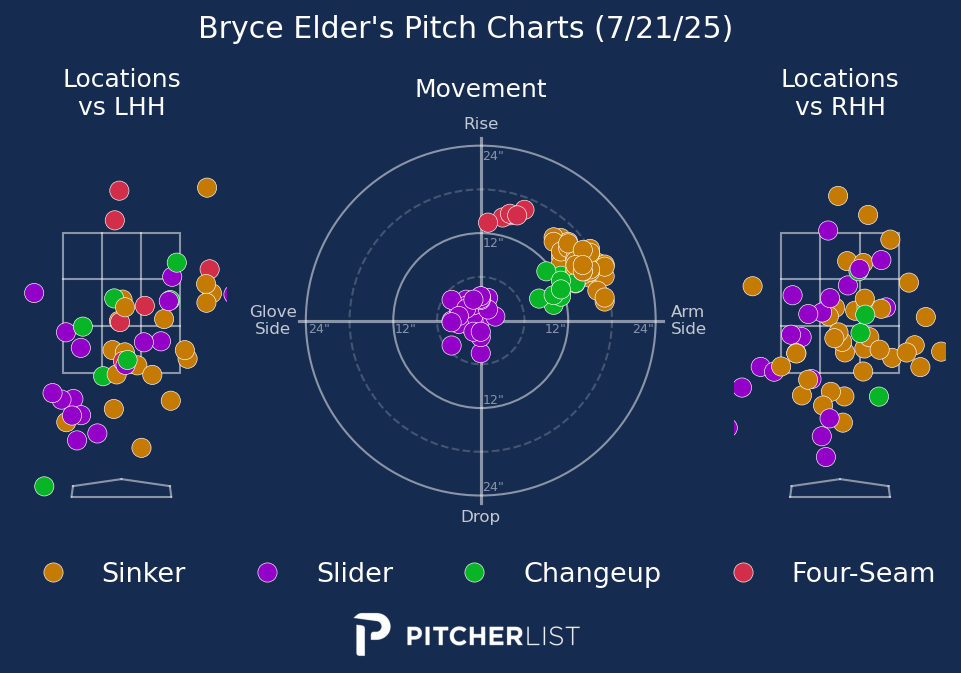 Bryce Elder's Pitch Charts (7/21/25)
Locations
vs LHH
Movement
Locations
vs RHH
Rise
24"
12"
Glove
Side
24"
12"
12"
24"
Arm
Side
12"
24"
Drop
Sinker
Slider
Changeup
Four-Seam
PITCHERLIST